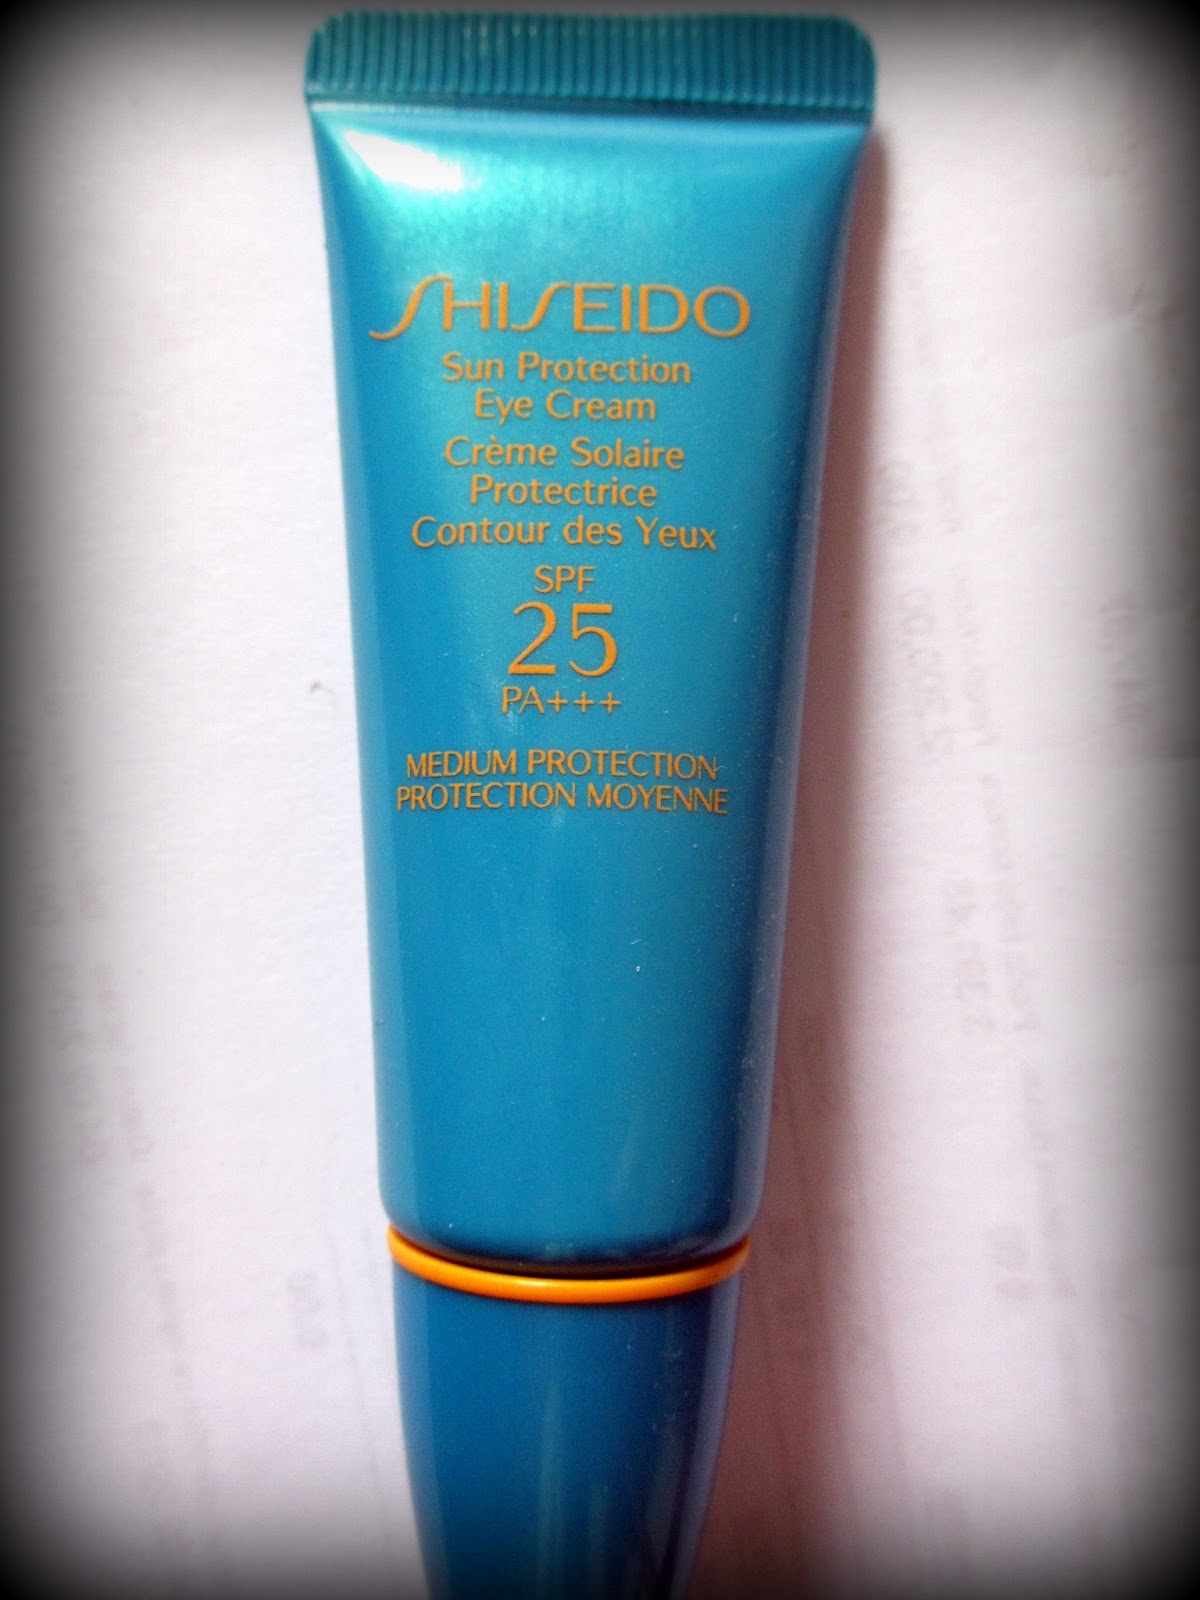 SHISEIDO
Sun Protection
Eye Cream
Crème Solaire
Protectrice
Contour des Yeux
SPF
25
PA+++
MEDIUM PROTECTION
PROTECTION MOYENNE